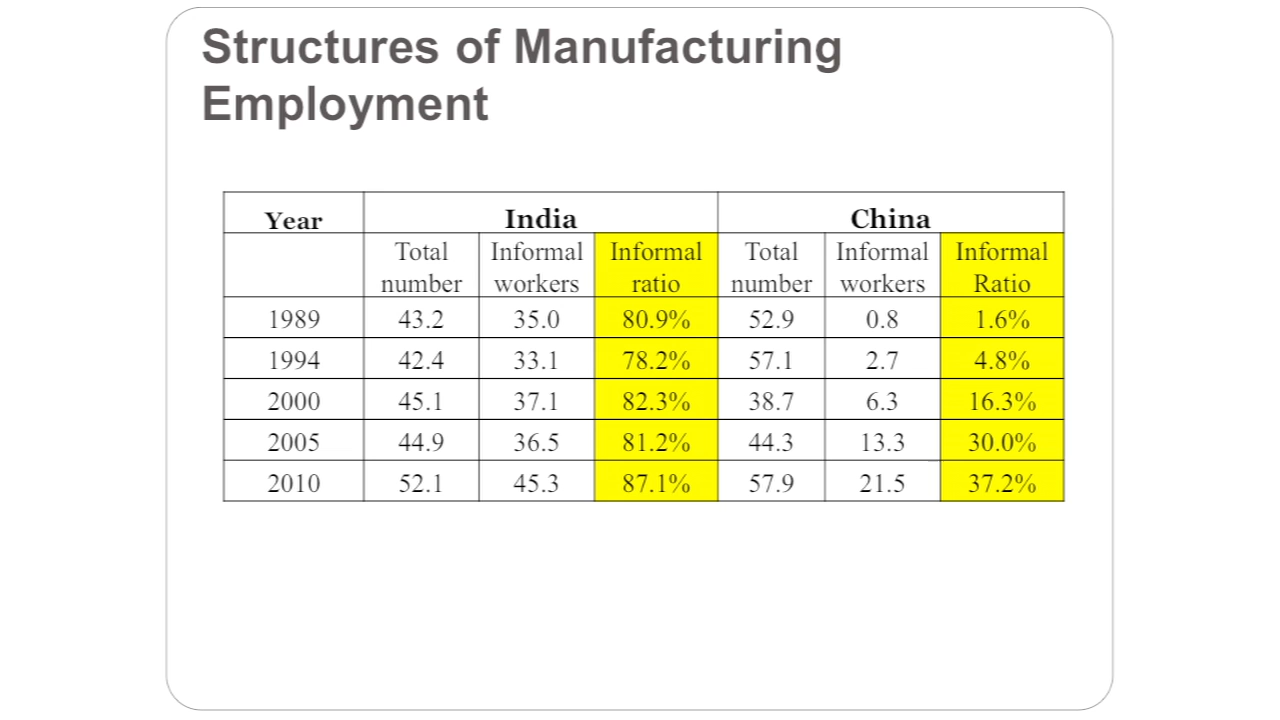 Structures of Manufacturing
Employment
Year India China
Total number Informal workers Informal ratio Total number Informal workers Informal Ratio
1989 43.2 35.0 80.9% 52.9 0.8 1.6%
1994 42.4 33.1 78.2% 57.1 2.7 4.8%
2000 45.1 37.1 82.3% 38.7 6.3 16.3%
2005 44.9 36.5 81.2% 44.3 13.3 30.0%
2010 52.1 45.3 87.1% 57.9 21.5 37.2%